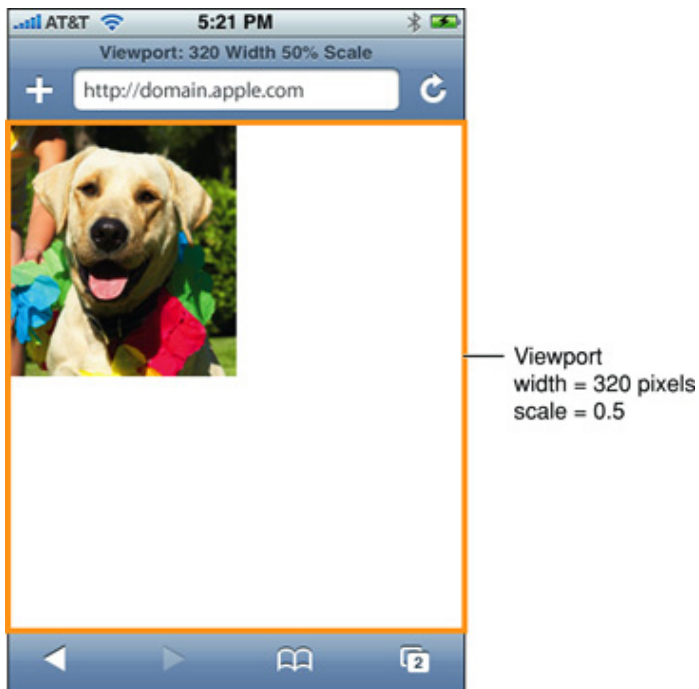 AT&T 5:21 PM
Viewport: 320 Width 50% Scale
http://domain.apple.com
Viewport
width = 320 pixels
scale = 0.5
2